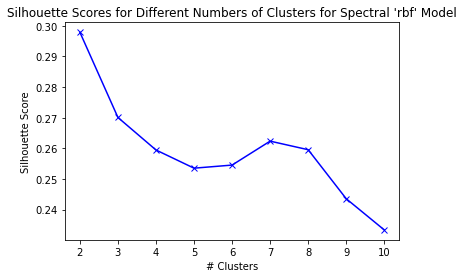 Silhouette Scores for Different Numbers of Clusters for Spectral 'rbf' Model
0.30
0.29
0.28
0.27
0.26
0.25
0.24
Silhouette Score
2 3 4 5 6 7 8 9 10
# Clusters